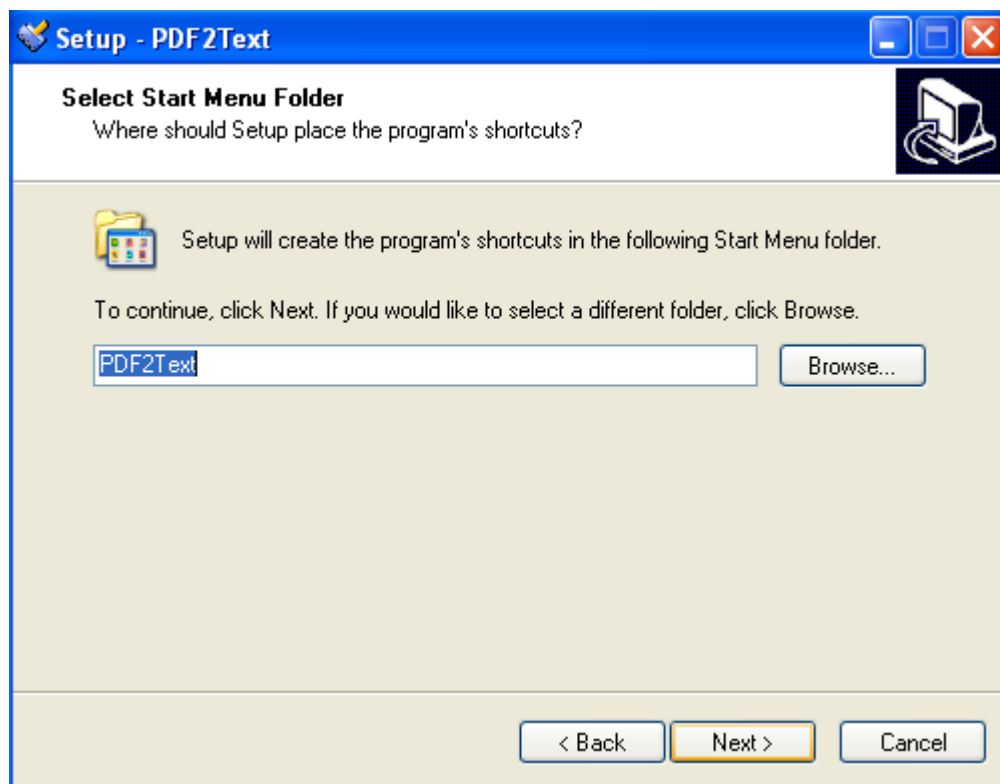 Setup - PDF2Text
Select Start Menu Folder
Where should Setup place the program's shortcuts?
Setup will create the program's shortcuts in the following Start Menu folder.
To continue, click Next. If you would like to select a different folder, click Browse.
PDF2Text
Browse...
< Back
Next >
Cancel